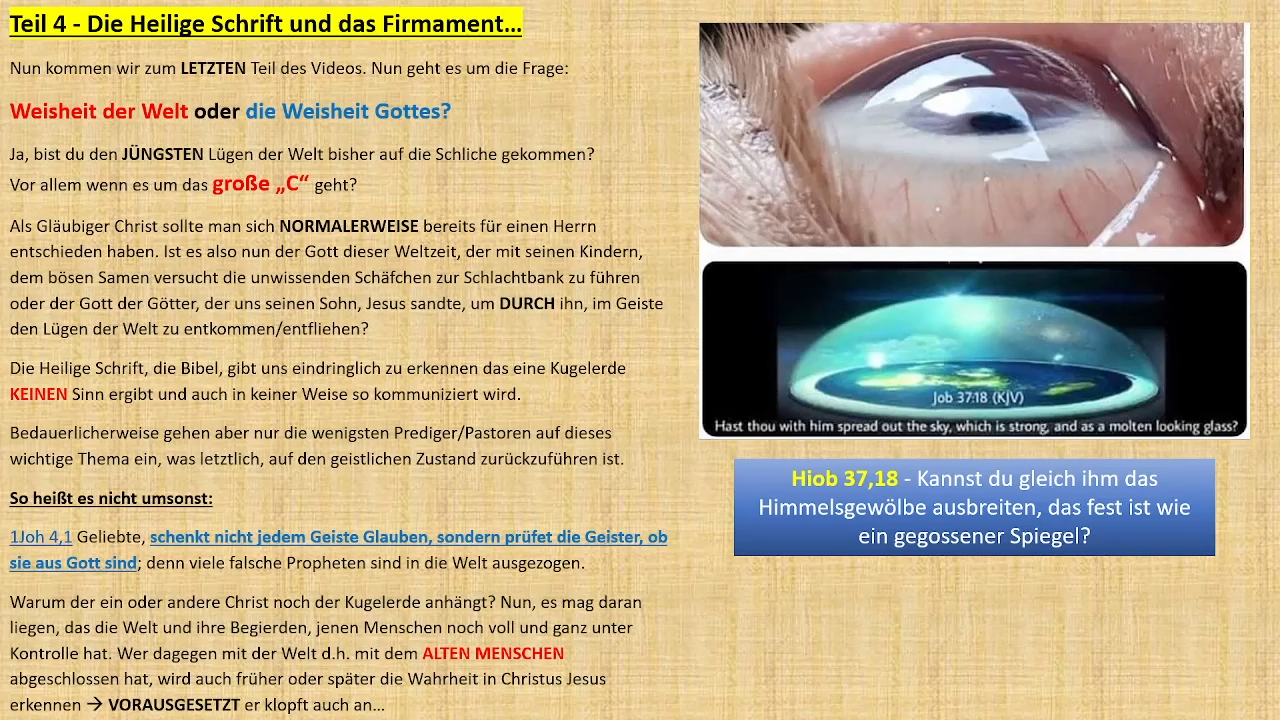 Teil 4 - Die Heilige Schrift und das Firmament...
Nun kommen wir zum LETZTEN Teil des Videos. Nun geht es um die Frage:
Weisheit der Welt oder die Weisheit Gottes?
Ja, bist du den JÜNGSTEN Lügen der Welt bisher auf die Schliche gekommen?
Vor allem wenn es um das große „C“ geht?
Als Gläubiger Christ sollte man sich NORMALERWEISE bereits für einen Herrn
entschieden haben. Ist es also nun der Gott dieser Weltzeit, der mit seinen Kindern,
dem bösen Samen versucht die unwissenden Schäfchen zur Schlachtbank zu führen
oder der Gott der Götter, der uns seinen Sohn, Jesus sandte, um DURCH ihn, im Geiste
den Lügen der Welt zu entkommen/entfliehen?
Die Heilige Schrift, die Bibel, gibt uns eindringlich zu erkennen das eine Kugelerde
KEINEN Sinn ergibt und auch in keiner Weise so kommuniziert wird.
Bedauerlicherweise gehen aber nur die wenigsten Prediger/Pastoren auf dieses
wichtige Thema ein, was letztlich, auf den geistlichen Zustand zurückzuführen ist.
So heißt es nicht umsonst:
1Joh 4,1 Geliebte, schenkt nicht jedem Geiste Glauben, sondern prüfet die Geister, ob
sie aus Gott sind; denn viele falsche Propheten sind in die Welt ausgezogen.
Warum der ein oder andere Christ noch der Kugelerde anhängt? Nun, es mag daran
liegen, das die Welt und ihre Begierden, jenen Menschen noch voll und ganz unter
Kontrolle hat. Wer dagegen mit der Welt d.h. mit dem ALTEN MENSCHEN
abgeschlossen hat, wird auch früher oder später die Wahrheit in Christus Jesus
erkennen → VORAUSGESETZT er klopft auch an...
Job 37:18 (KJV)
Hast thou with him spread out the sky, which is strong, and as a molten looking glass?
Hiob 37,18 - Kannst du gleich ihm das
Himmelsgewölbe ausbreiten, das fest ist wie
ein gegossener Spiegel?